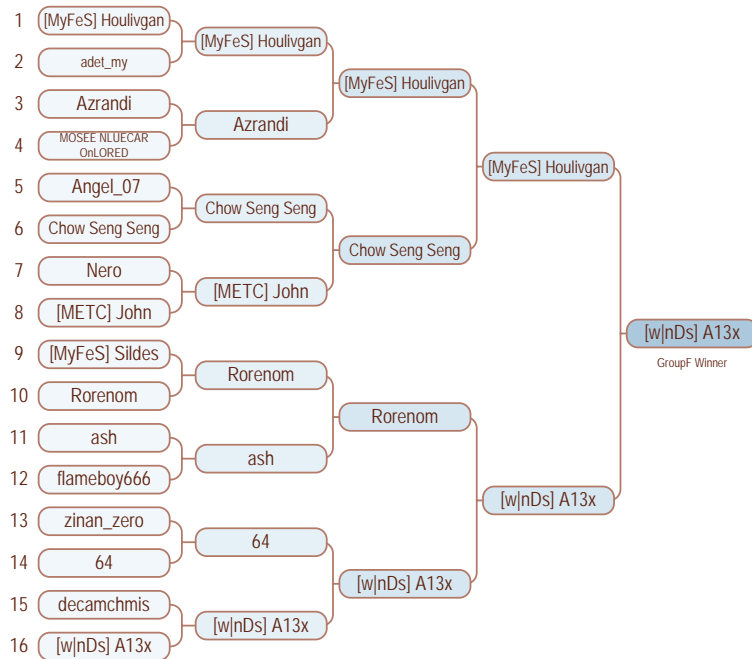 1 [MyFeS] Houlivgan
2 adet_my
3 Azrandi
4 MOSEE NLUECAR
OnLORED
5 Angel_07
6 Chow Seng Seng
7 Nero
8 [METC] John
9 [MyFeS] Sildes
10 Rorenom
11 ash
12 flameboy666
13 zinan_zero
14 64
15 decamchmis
16 [w|nDs] A13x
[MyFeS] Houlivgan
Azrandi
Chow Seng Seng
[METC] John
Rorenom
ash
64
[w|nDs] A13x
[MyFeS] Houlivgan
Chow Seng Seng
Rorenom
[w|nDs] A13x
[MyFeS] Houlivgan
[w|nDs] A13x
[w|nDs] A13x
GroupF Winner